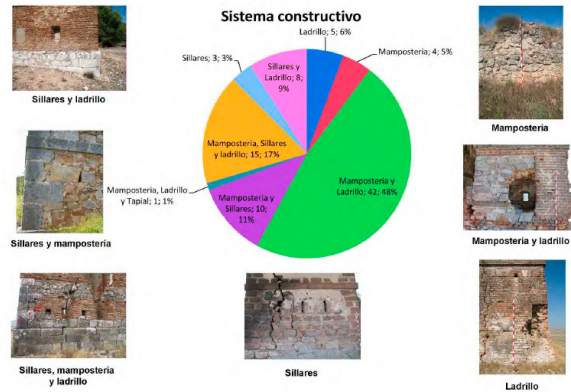 Sistema constructivo
Ladrillo; 5; 6%
Mampostería; 4; 5%
Mampostería y
Ladrillo; 42; 48%
Mampostería y
Sillares; 10;
11%
Mampostería, Ladrillo
y Tapial; 1; 1%
Mampostería, Sillares
y ladrillo; 15; 17%
Sillares; 3; 3%
Sillares y
Ladrillo; 8;
9%
Sillares y ladrillo
Sillares y mampostería
Sillares, mampostería
y ladrillo
Sillares
Mampostería
Mampostería y ladrillo
Ladrillo